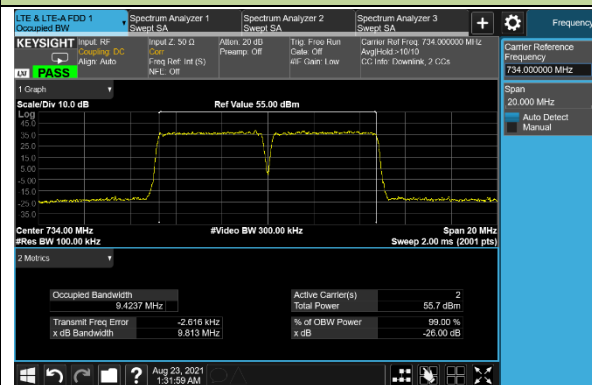 LTE & LTE-A FDD 1
Occupied BW
Spectrum Analyzer 1
Swept SA
Spectrum Analyzer 2
Swept SA
Spectrum Analyzer 3
Swept SA
+
Frequency
KEYSIGHT
Input: RF
Coupling: DC
Align: Auto
LXI
PASS
Input Z: 50 Ω
Corr
Freq Ref: Int (S)
NFE: Off
Atten: 20 dB
Preamp: Off
Trig: Free Run
Gate: Off
#IF Gain: Low
Carrier Ref Freq: 734.000000 MHz
Avg|Hold:>10/10
CC Info: Downlink, 2 CCs
Carrier Reference
Frequency
734.000000 MHz
Span
20.000 MHz
Auto Detect
Manual
1 Graph
Scale/Div 10.0 dB
Ref Value 55.00 dBm
Log
45.0
35.0
25.0
15.0
5.00
-5.00
-15.0
-25.0
-35.0
Center 734.00 MHz
#Video BW 300.00 kHz
Span 20 MHz
#Res BW 100.00 kHz
Sweep 2.00 ms (2001 pts)
2 Metrics
Occupied Bandwidth
9.4237 MHz
Active Carrier(s) 2
Total Power 55.7 dBm
Transmit Freq Error -2.616 kHz
% of OBW Power 99.00 %
x dB Bandwidth 9.813 MHz
x dB -26.00 dB
?
Aug 23, 2021
1:31:59 AM